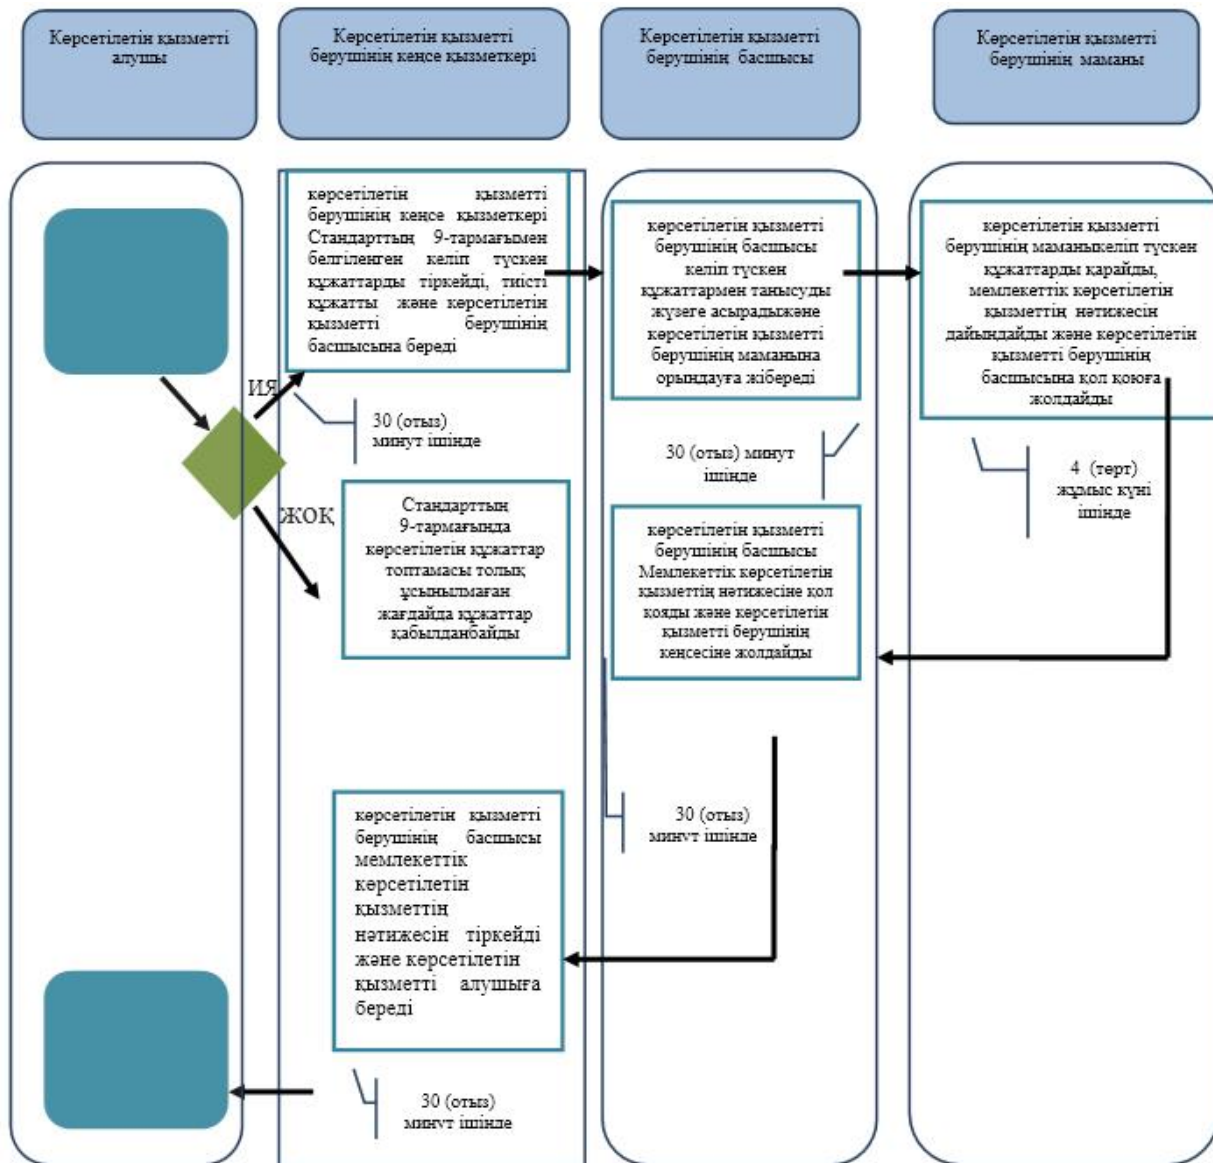 Көрсетілетін қызметті
алушы
Көрсетілетін қызметті
берушінің кеңсе қызметкері
Көрсетілетін қызметті
берушінің басшысы
Көрсетілетін қызметті
берушінің маманы
көрсетілетін қызметті
берушінің кеңсе қызметкері
Стандарттың 9-тармағымен
белгіленген келіп түскен
құжаттарды тіркейді, тиісті
құжатты және көрсетілетін
қызметті берушінің
басшысына береді
көрсетілетін қызметті
берушінің басшысы
келіп түскен
құжаттармен танысуды
жүзеге асырадыжәне
көрсетілетін қызметті
берушінің маманына
орындауға жібереді
көрсетілетін қызметті
берушінің маманыкеліп түскен
құжаттарды қарайды,
мемлекеттік көрсетілетін
қызметтің нәтижесін
дайындайды және көрсетілетін
қызметті берушінің
басшысына қол қоюға
жолдайды
ИЯ
30 (отыз)
минут ішінде
30 (отыз) минут
ішінде
4 (төрт)
жұмыс күні
ішінде
ЖОҚ
Стандарттың
9-тармағында
көрсетілетін құжаттар
топтамасы толық
ұсынылмаған
жағдайда құжаттар
қабылданбайды
көрсетілетін қызметті
берушінің басшысы
Мемлекеттік көрсетілетін
қызметтің нәтижесіне қол
қояды және көрсетілетін
қызметті берушінің
кеңсесіне жолдайды
30 (отыз)
минут ішінде
көрсетілетін қызметті
берушінің басшысы
мемлекеттік
көрсетілетін
қызметтің
нәтижесін тіркейді
және көрсетілетін
қызметті алушыға
береді
30 (отыз)
минут ішінде